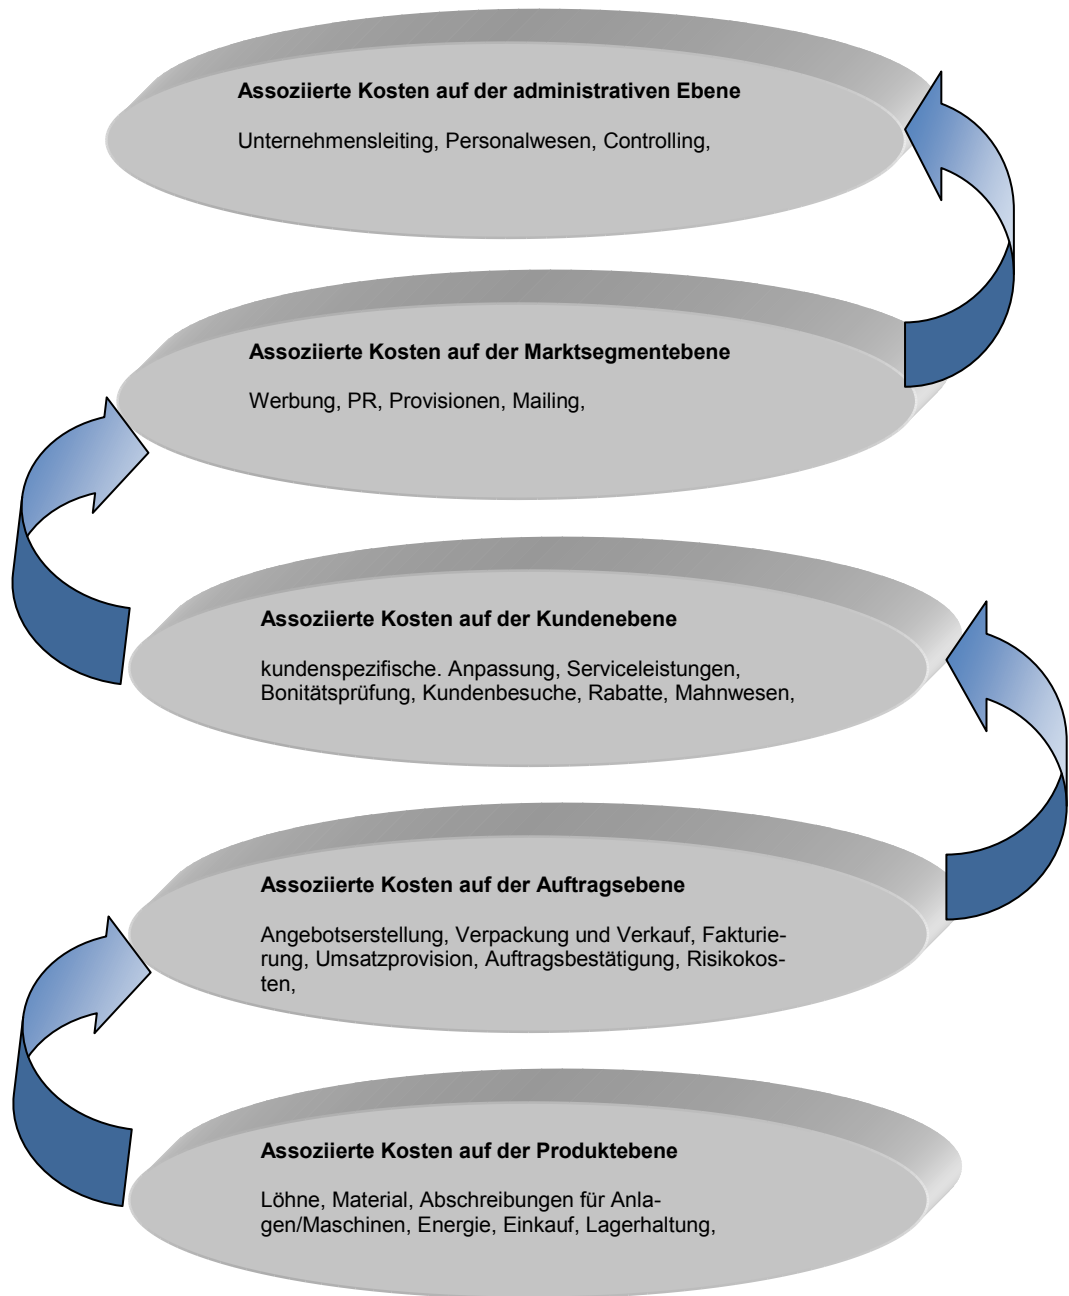 Assoziierte Kosten auf der administrativen Ebene
Unternehmensleiting, Personalwesen, Controlling,
Assoziierte Kosten auf der Marktsegmentebene
Werbung, PR, Provisionen, Mailing,
Assoziierte Kosten auf der Kundenebene
kundenspezifische. Anpassung, Serviceleistungen,
Bonitätsprüfung, Kundenbesuche, Rabatte, Mahnwesen,
Assoziierte Kosten auf der Auftragsebene
Angebotserstellung, Verpackung und Verkauf, Fakturie-
rung, Umsatzprovision, Auftragsbestätigung, Risikokos-
ten,
Assoziierte Kosten auf der Produktebene
Löhne, Material, Abschreibungen für Anla-
gen/Maschinen, Energie, Einkauf, Lagerhaltung,